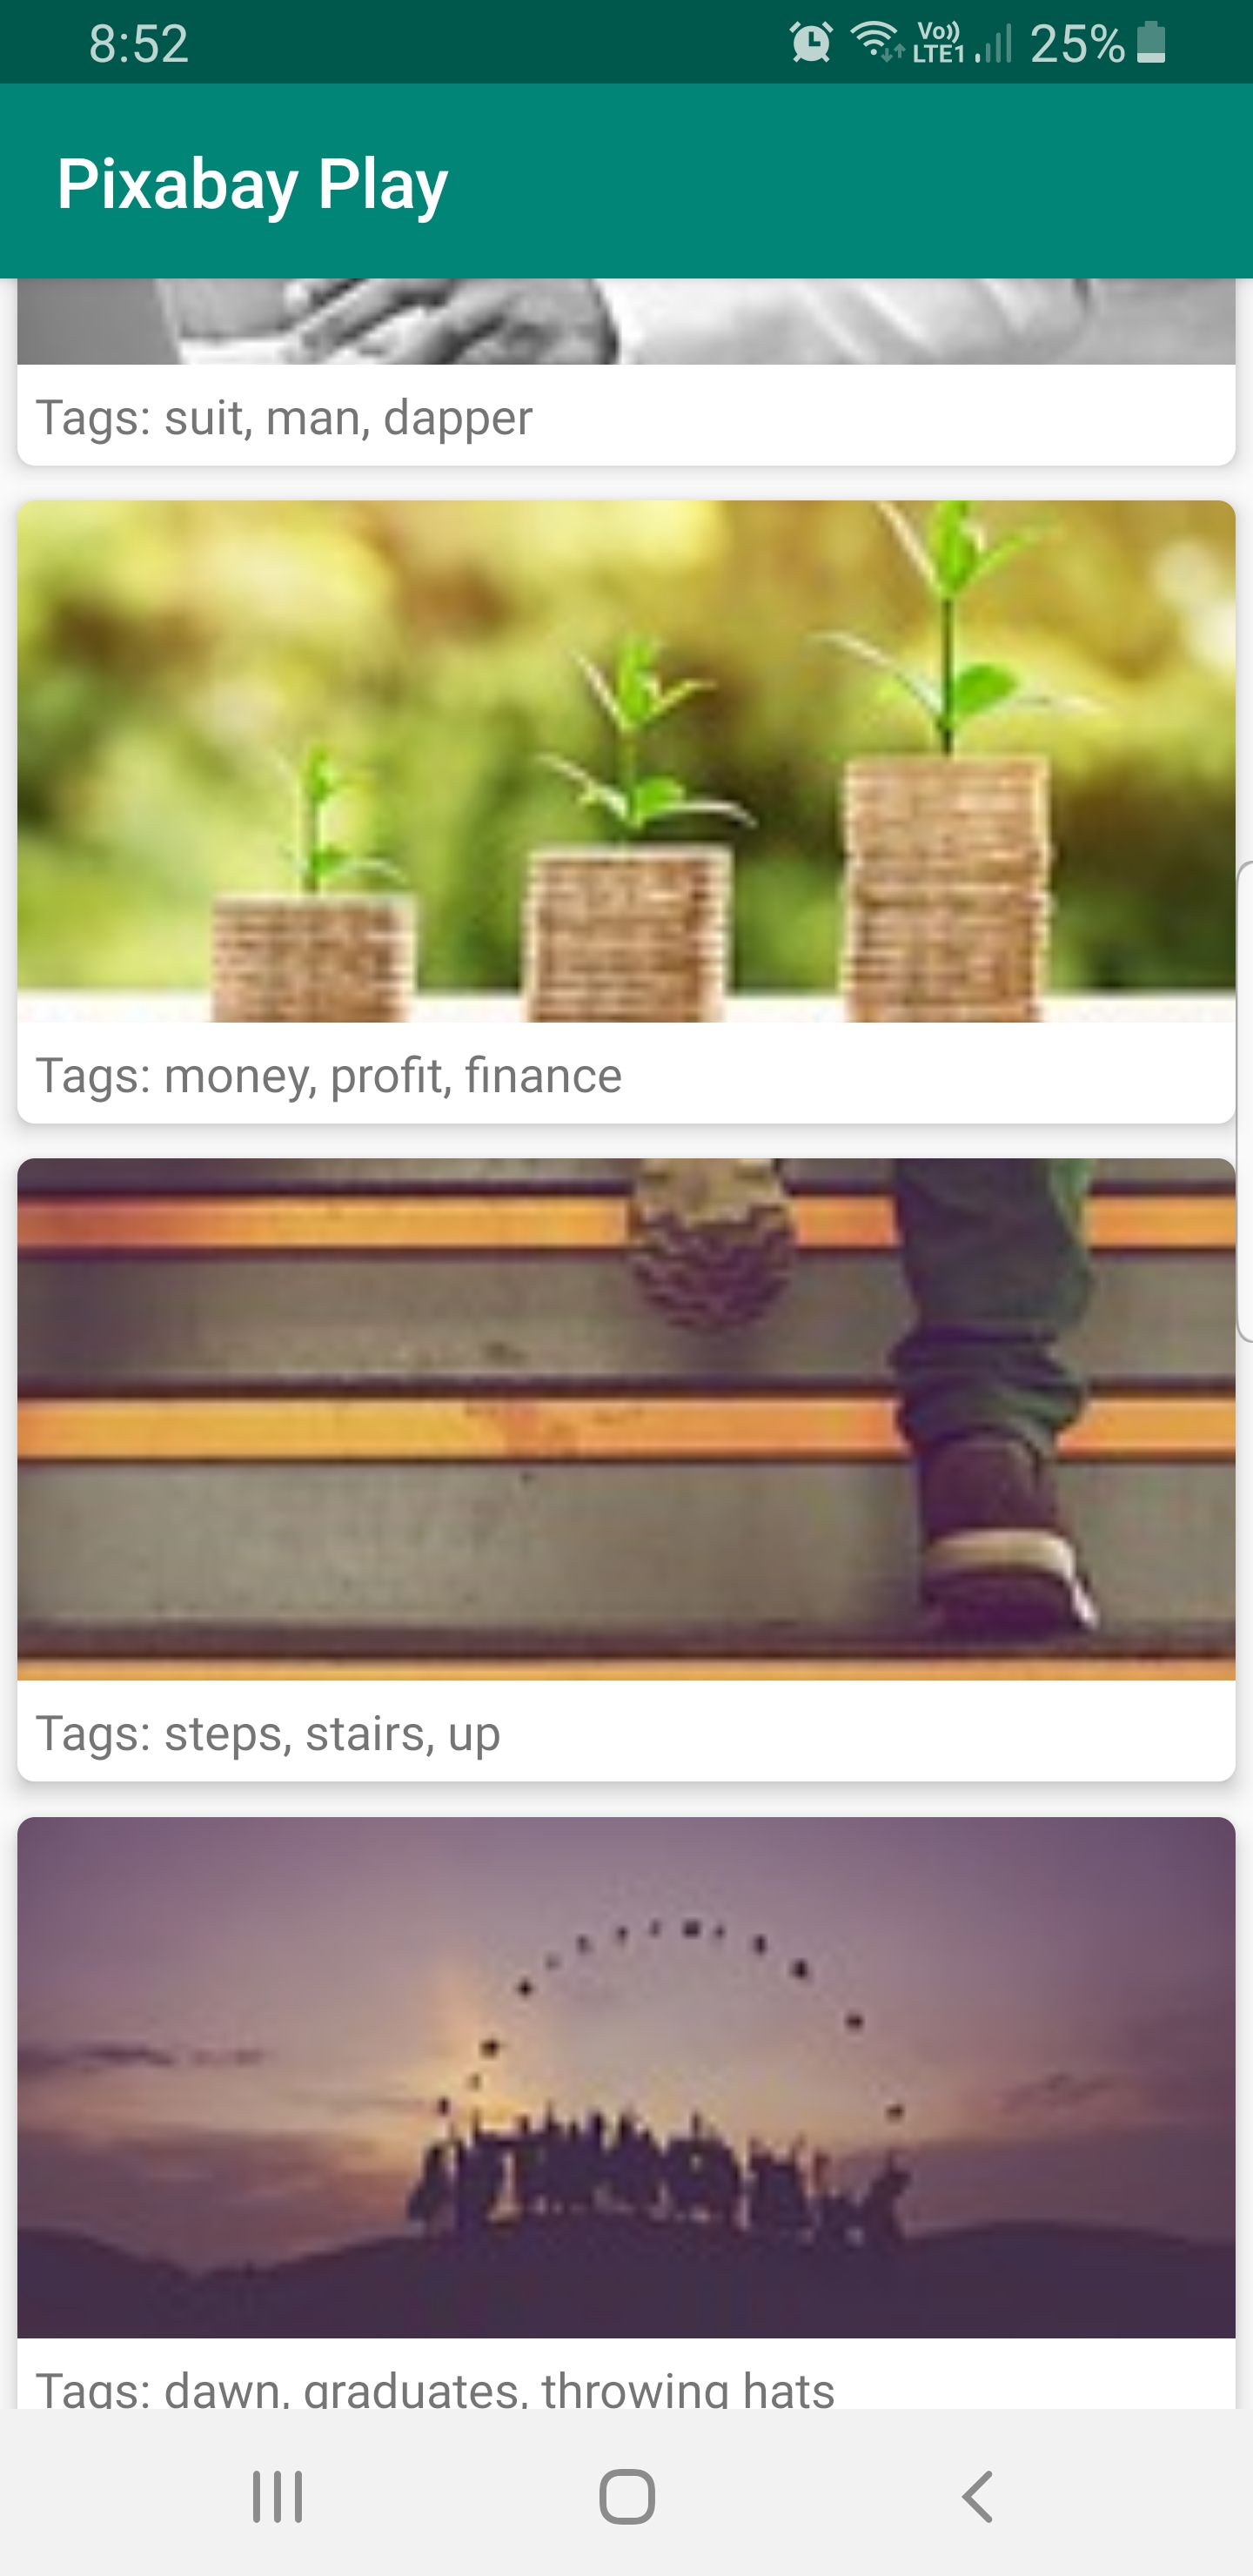 8:52
Vo)) LTE1 25%
Pixabay Play
Tags: suit, man, dapper
Tags: money, profit, finance
Tags: steps, stairs, up
Tags: dawn, graduates, throwing hats